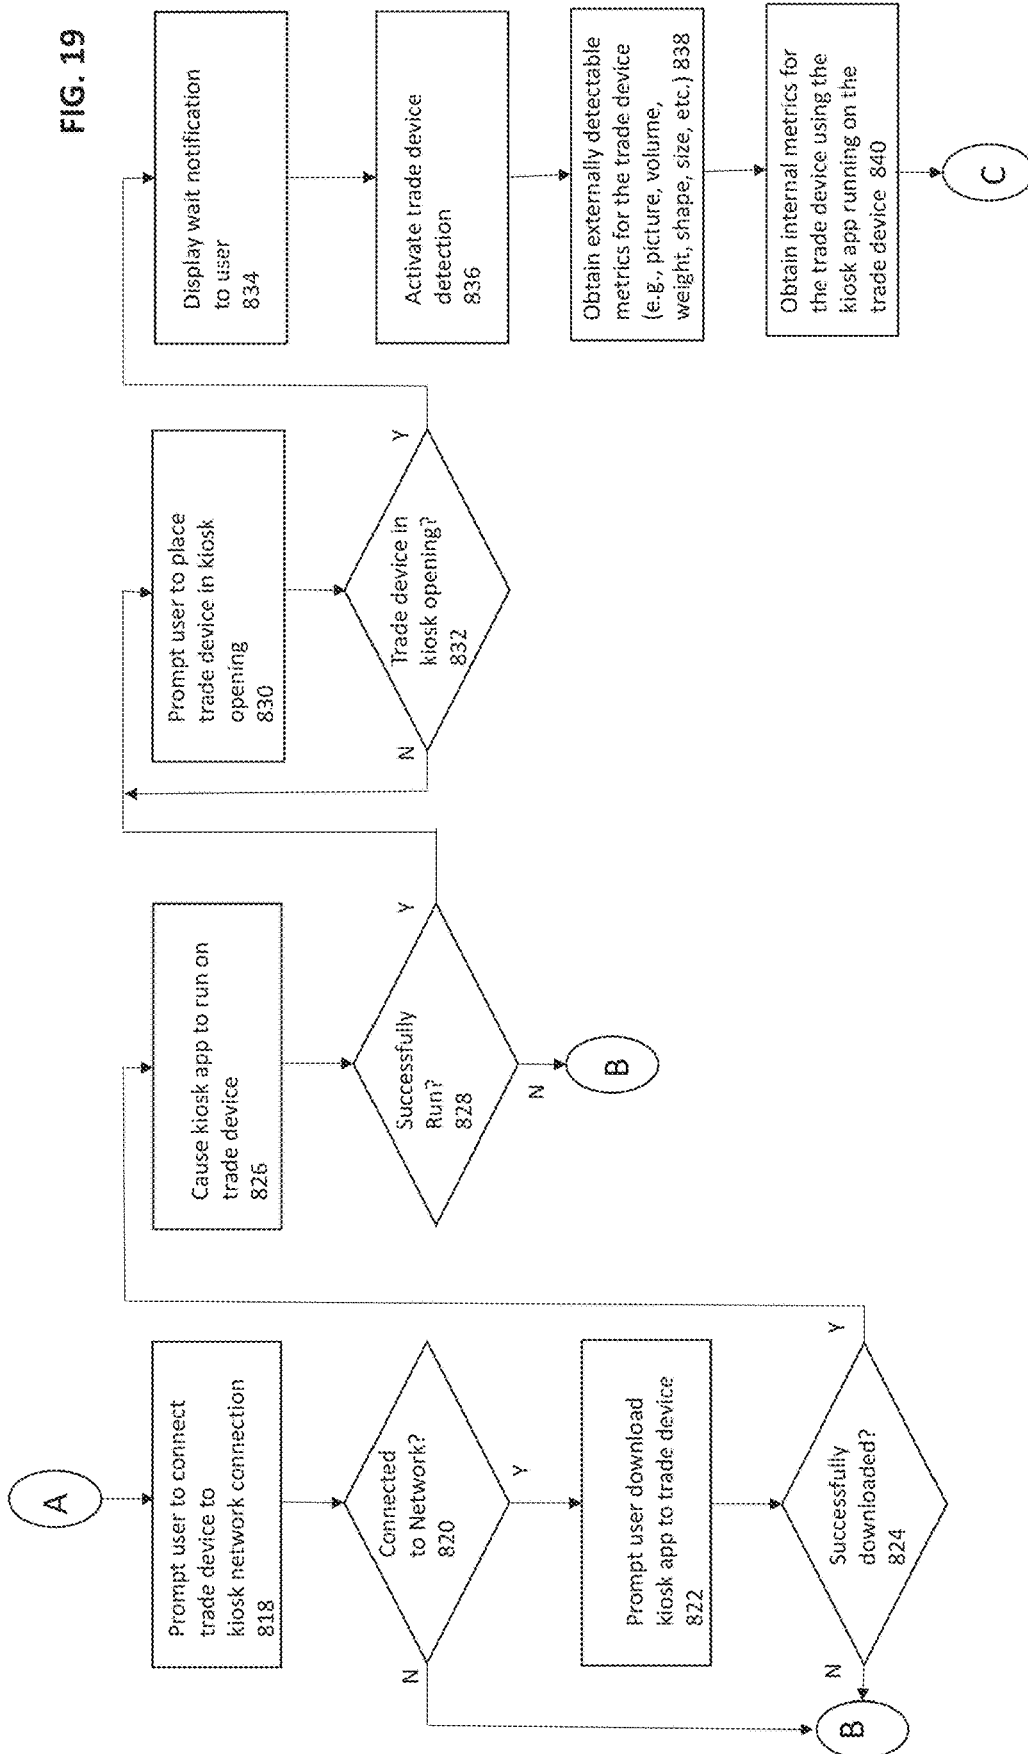 FIG. 19
A
Prompt user to connect
trade device to
kiosk network connection
818
Connected
to Network?
820
N
Y
Prompt user download
kiosk app to trade device
822
Successfully
downloaded?
824
N
Y
B
Cause kiosk app to run on
trade device
826
Successfully
Run?
828
Y
N
B
Prompt user to place
trade device in kiosk
opening
830
Trade device in
kiosk opening?
832
N
Y
Display wait notification
to user
834
Activate trade device
detection
836
Obtain externally detectable
metrics for the trade device
(e.g., picture, volume,
weight, shape, size, etc.) 838
Obtain internal metrics for
the trade device using the
kiosk app running on the
trade device 840
C